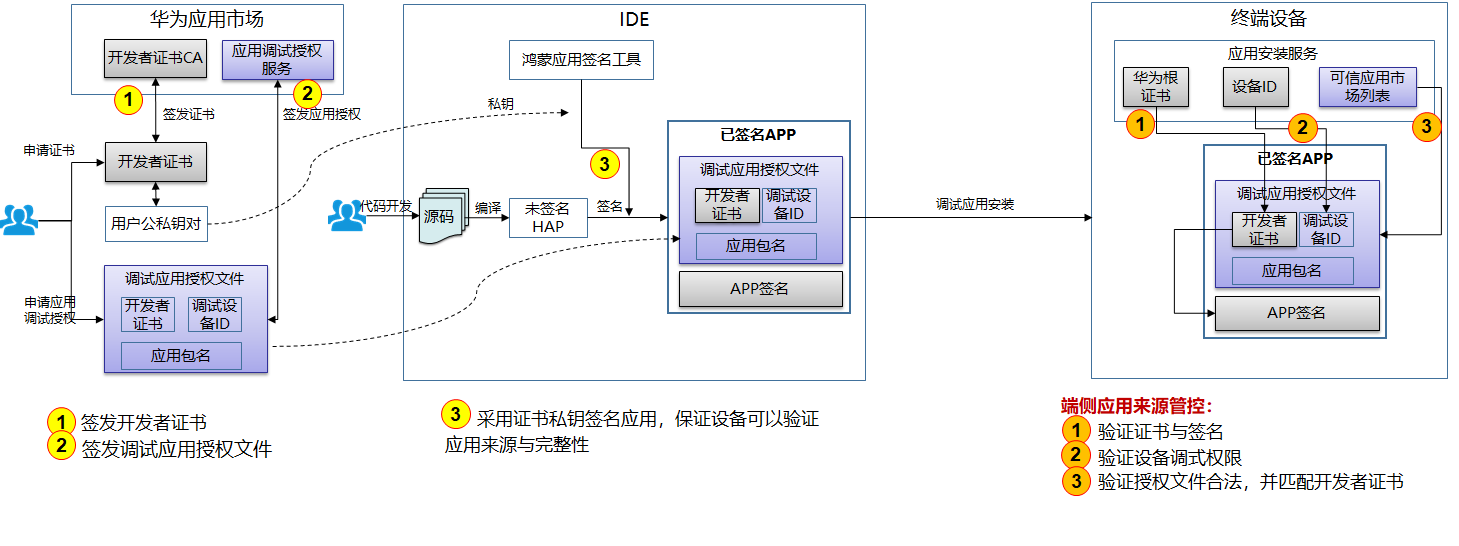 华为应用市场
开发者证书CA
应用调试授权
服务
1
2
签发证书
签发应用授权
申请证书
开发者证书
用户公私钥对
申请应用
调试授权
调试应用授权文件
开发者
证书
调试设
备ID
应用包名
1 签发开发者证书
2 签发调试应用授权文件
IDE
鸿蒙应用签名工具
私钥
3
代码开发
源码
编译
未签名
HAP
签名
已签名APP
调试应用授权文件
开发者
证书
调试设
备ID
应用包名
APP签名
3 采用证书私钥签名应用，保证设备可以验证
应用来源与完整性
调试应用安装
终端设备
应用安装服务
华为根
证书
设备ID
可信应用市
场列表
1
2
3
已签名APP
调试应用授权文件
开发者
证书
调试设
备ID
应用包名
APP签名
端侧应用来源管控：
1 验证证书与签名
2 验证设备调式权限
3 验证授权文件合法，并匹配开发者证书